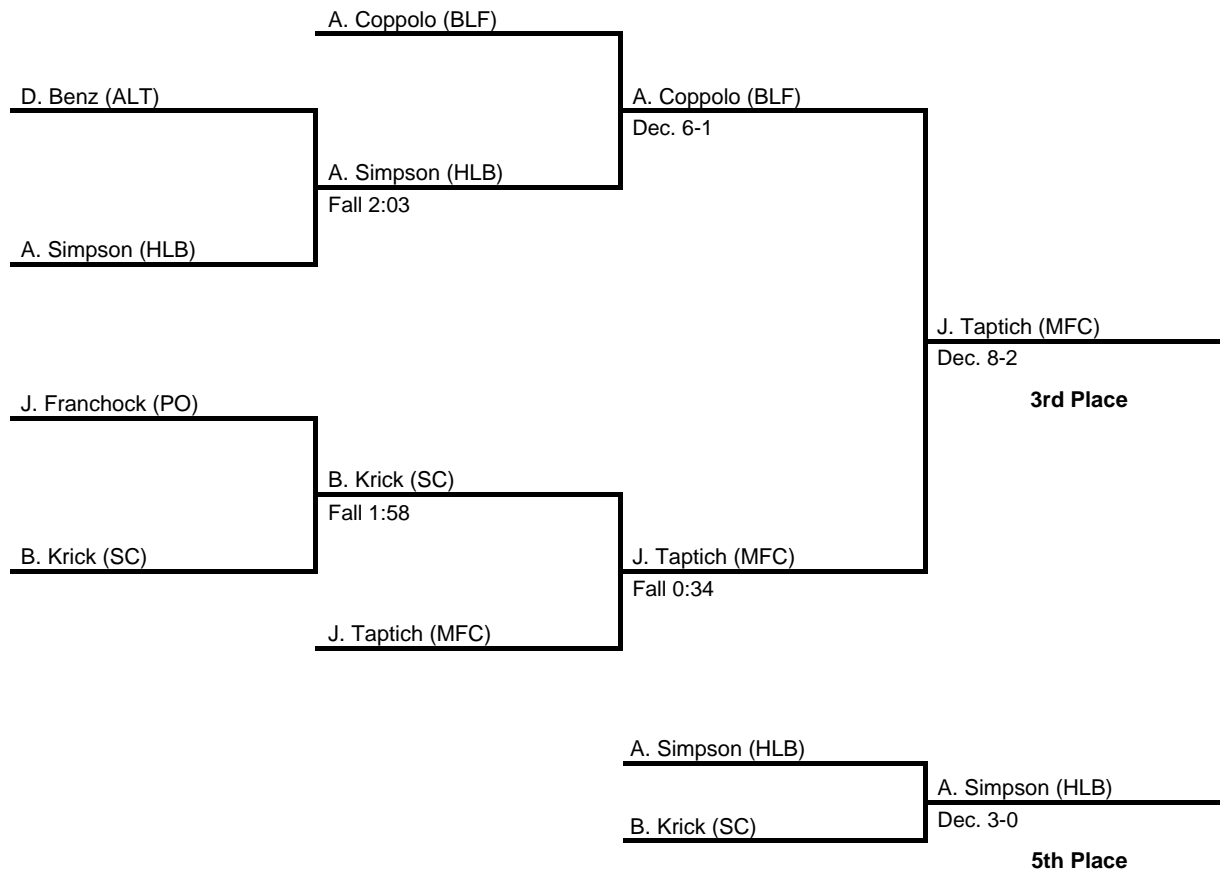 A. Coppolo (BLF)
D. Benz (ALT)
A. Coppolo (BLF)
Dec. 6-1
A. Simpson (HLB)
Fall 2:03
A. Simpson (HLB)
J. Taptich (MFC)
Dec. 8-2
3rd Place
J. Franchock (PO)
B. Krick (SC)
Fall 1:58
B. Krick (SC)
J. Taptich (MFC)
Fall 0:34
J. Taptich (MFC)
A. Simpson (HLB)
A. Simpson (HLB)
Dec. 3-0
B. Krick (SC)
5th Place